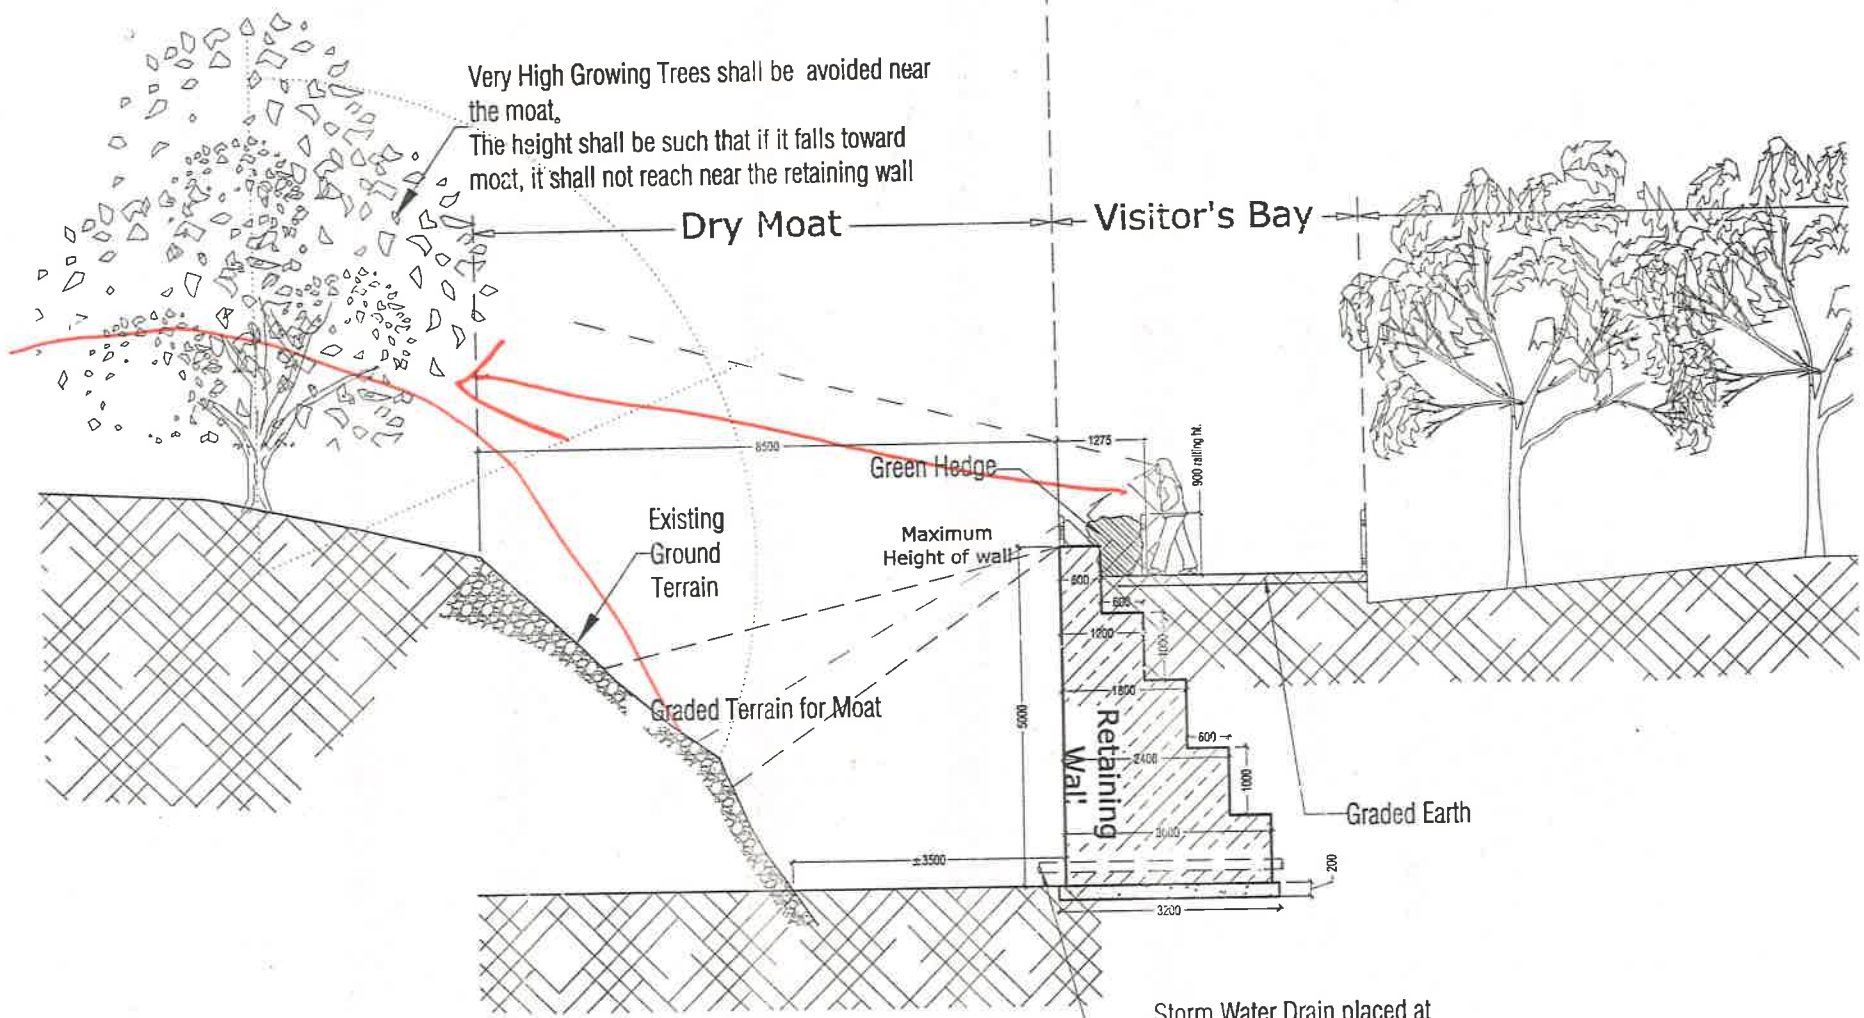 Very High Growing Trees shall be avoided near
the moat.
The height shall be such that if it falls toward
moat, it shall not reach near the retaining wall
Dry Moat
Visitor's Bay
8500
1275
900 railing ht.
Green Hedge
Existing
Ground
Terrain
Maximum
Height of wall
600
600
1200
1000
1800
Graded Terrain for Moat
5000
Retaining
Wall
600
2400
1000
Graded Earth
3000
±3500
200
3200
Storm Water Drain placed at